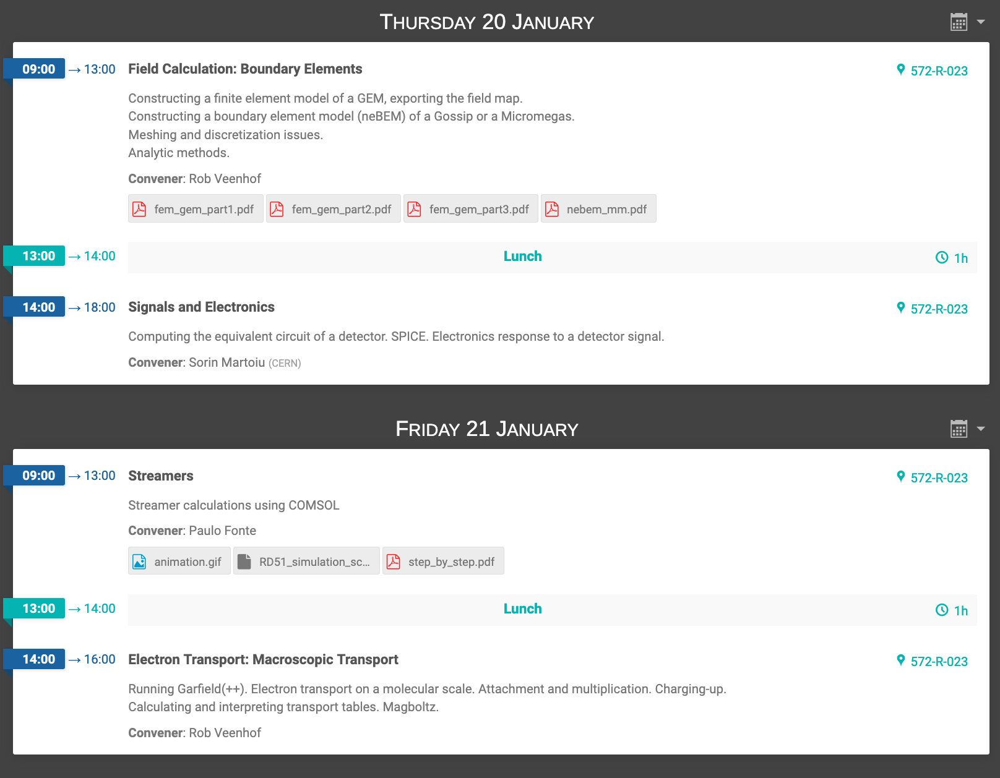 THURSDAY 20 JANUARY
09:00 → 13:00 Field Calculation: Boundary Elements 572-R-023
Constructing a finite element model of a GEM, exporting the field map.
Constructing a boundary element model (neBEM) of a Gossip or a Micromegas.
Meshing and discretization issues.
Analytic methods.
Convener: Rob Veenhof
fem_gem_part1.pdf fem_gem_part2.pdf fem_gem_part3.pdf nebem_mm.pdf
13:00 → 14:00 Lunch 1h
14:00 → 18:00 Signals and Electronics 572-R-023
Computing the equivalent circuit of a detector. SPICE. Electronics response to a detector signal.
Convener: Sorin Martoiu (CERN)
FRIDAY 21 JANUARY
09:00 → 13:00 Streamers 572-R-023
Streamer calculations using COMSOL
Convener: Paulo Fonte
animation.gif RD51_simulation_sc... step_by_step.pdf
13:00 → 14:00 Lunch 1h
14:00 → 16:00 Electron Transport: Macroscopic Transport 572-R-023
Running Garfield(++). Electron transport on a molecular scale. Attachment and multiplication. Charging-up.
Calculating and interpreting transport tables. Magboltz.
Convener: Rob Veenhof